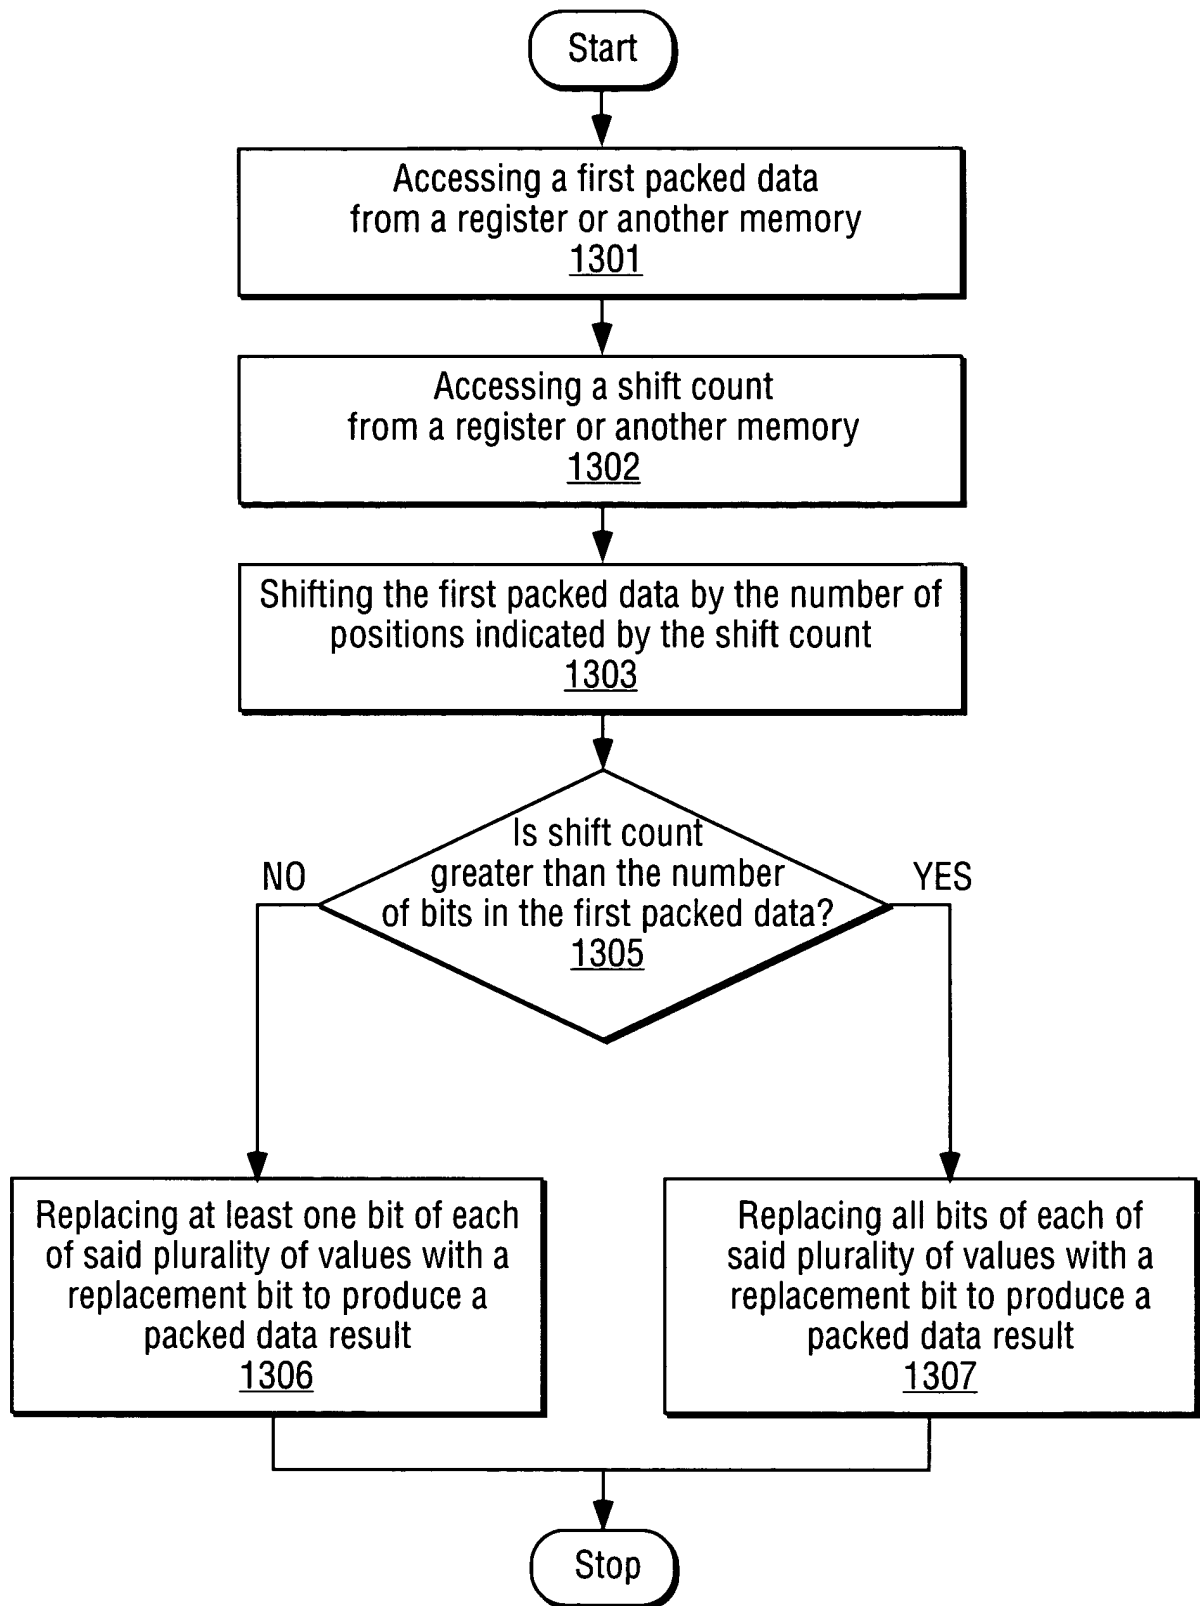 Start
Accessing a first packed data
from a register or another memory
1301
Accessing a shift count
from a register or another memory
1302
Shifting the first packed data by the number of
positions indicated by the shift count
1303
Is shift count
greater than the number
of bits in the first packed data?
1305
NO
YES
Replacing at least one bit of each
of said plurality of values with a
replacement bit to produce a
packed data result
1306
Replacing all bits of each of
said plurality of values with a
replacement bit to produce a
packed data result
1307
Stop